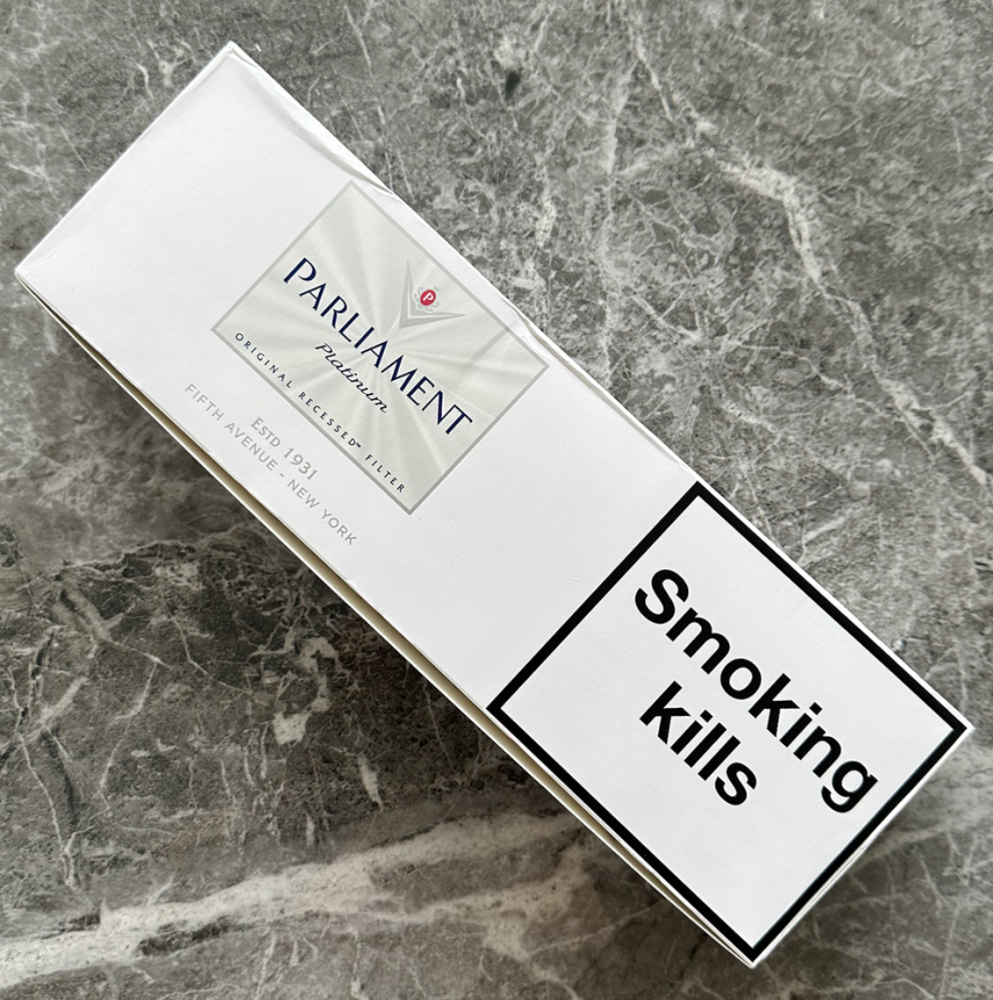 P
PARLIAMENT
Platinum
ORIGINAL RECESSED™ FILTER
ESTD 1931
FIFTH AVENUE - NEW YORK
Smoking
kills